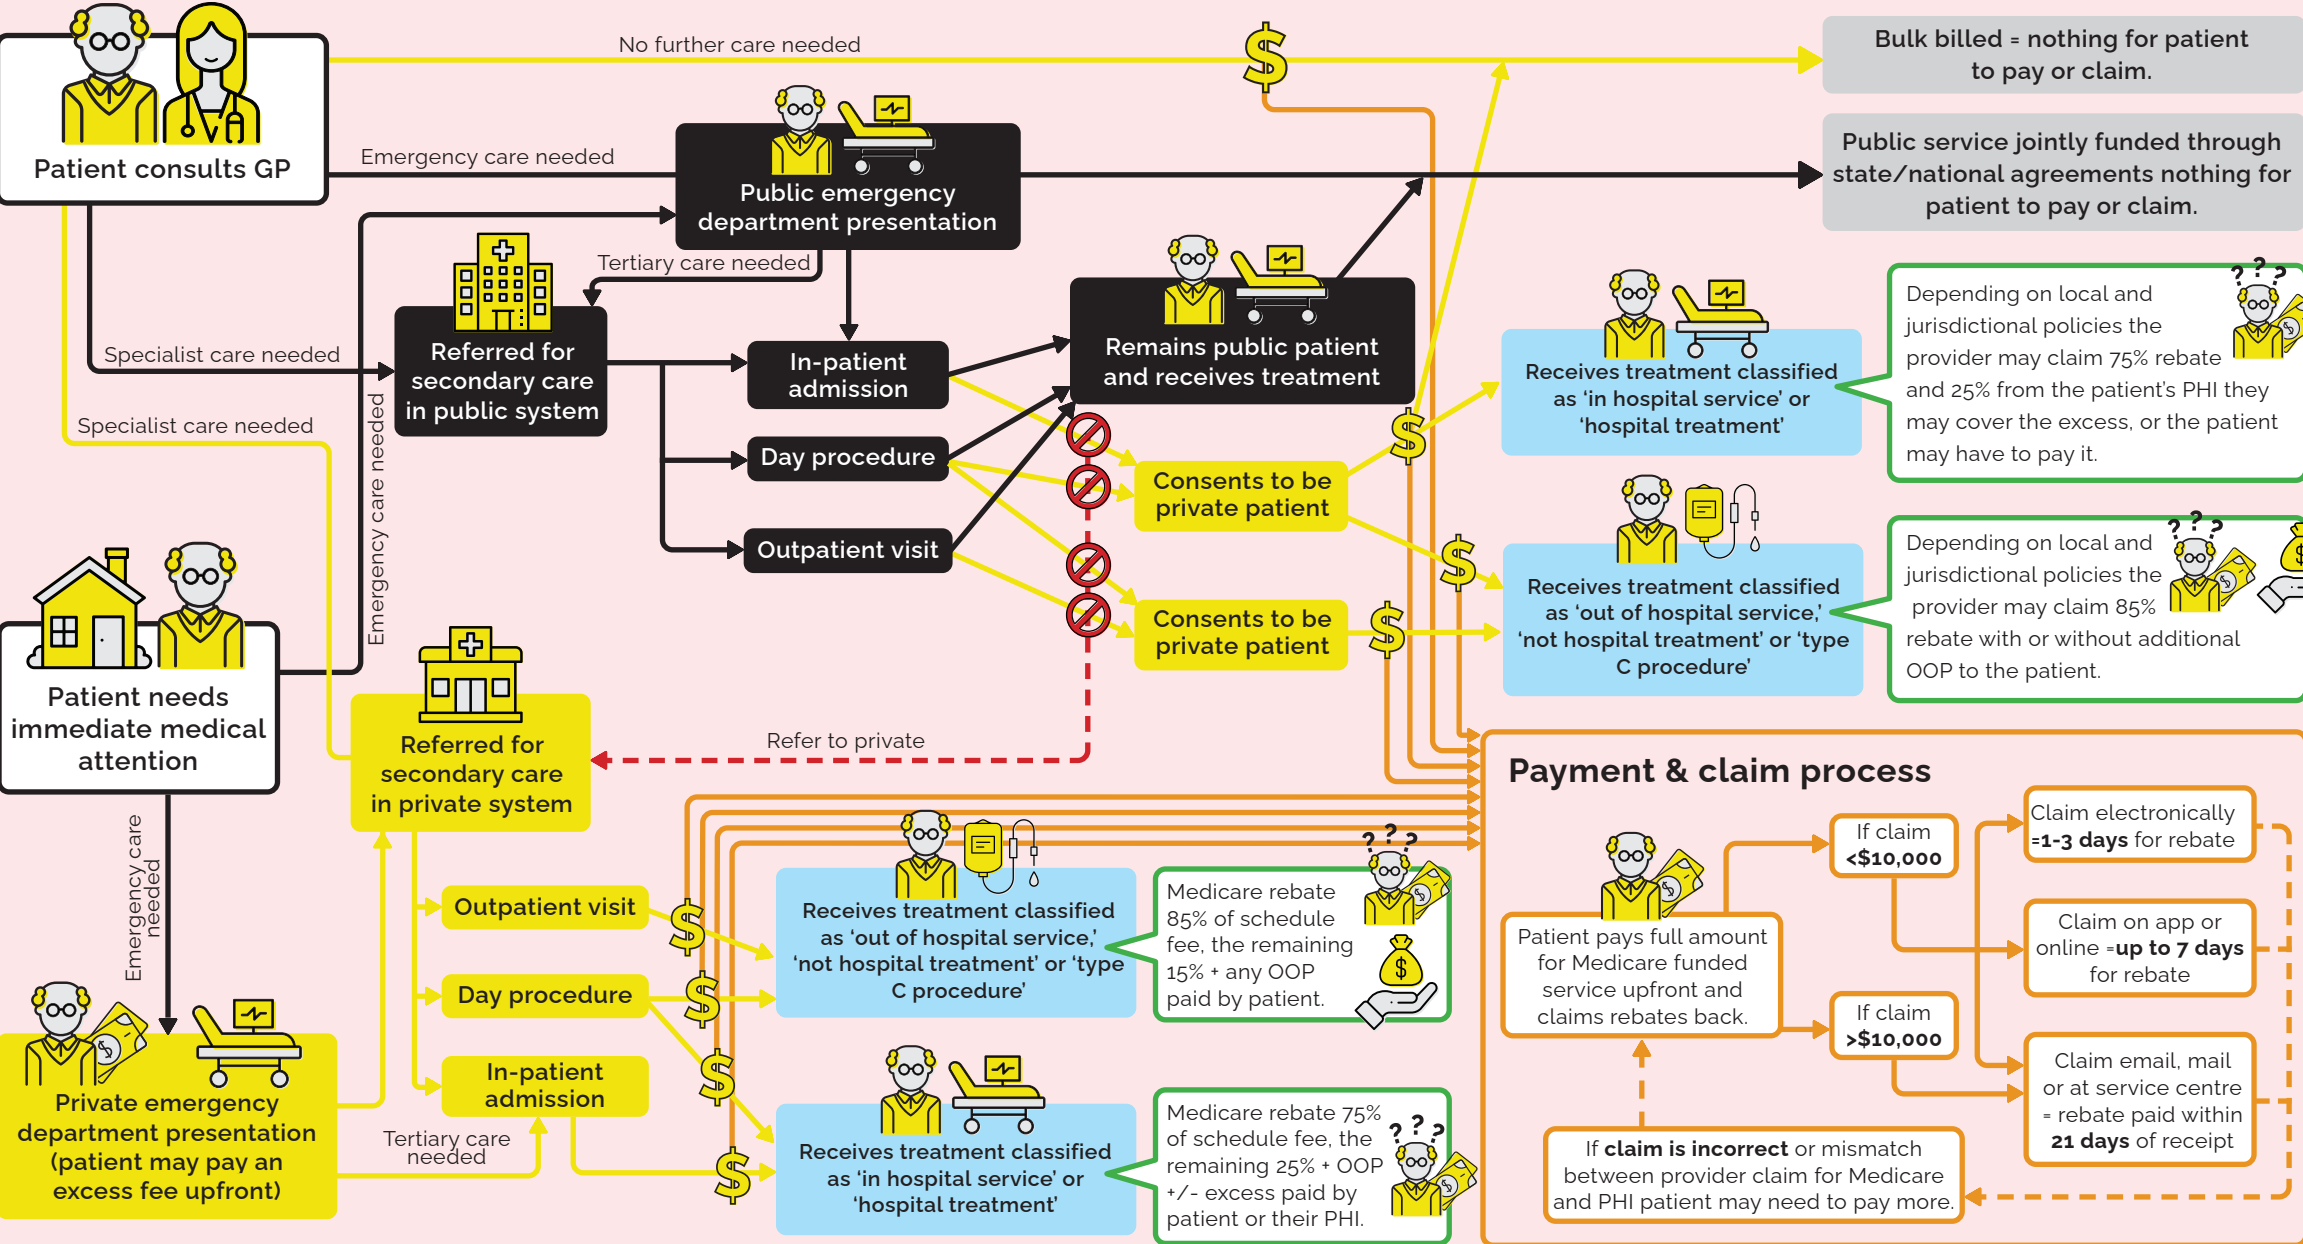 No further care needed
Bulk billed = nothing for patient
to pay or claim.
Patient consults GP
Emergency care needed
Public emergency
department presentation
Public service jointly funded through
state/national agreements nothing for
patient to pay or claim.
Tertiary care needed
Specialist care needed
Referred for
secondary care
in public system
In-patient
admission
Remains public patient
and receives treatment
Receives treatment classified
as ‘in hospital service’ or
‘hospital treatment’
Depending on local and
jurisdictional policies the
provider may claim 75% rebate
and 25% from the patient’s PHI they
may cover the excess, or the patient
may have to pay it.
Specialist care needed
Emergency care needed
Day procedure
Consents to be
private patient
Outpatient visit
Consents to be
private patient
Receives treatment classified
as ‘out of hospital service,’
‘not hospital treatment’ or ‘type
C procedure’
Depending on local and
jurisdictional policies the
provider may claim 85%
rebate with or without additional
OOP to the patient.
Patient needs
immediate medical
attention
Referred for
secondary care
in private system
Refer to private
Emergency care
needed
Private emergency
department presentation
(patient may pay an
excess fee upfront)
Tertiary care
needed
Outpatient visit
Day procedure
In-patient
admission
Receives treatment classified
as ‘out of hospital service,’
‘not hospital treatment’ or ‘type
C procedure’
Medicare rebate
85% of schedule
fee, the remaining
15% + any OOP
paid by patient.
Receives treatment classified
as ‘in hospital service’ or
‘hospital treatment’
Medicare rebate 75%
of schedule fee, the
remaining 25% + OOP
+/- excess paid by
patient or their PHI.
Payment & claim process
Patient pays full amount
for Medicare funded
service upfront and
claims rebates back.
If claim
<$10,000
If claim
>$10,000
Claim electronically
=1-3 days for rebate
Claim on app or
online =up to 7 days
for rebate
Claim email, mail
or at service centre
= rebate paid within
21 days of receipt
If claim is incorrect or mismatch
between provider claim for Medicare
and PHI patient may need to pay more.